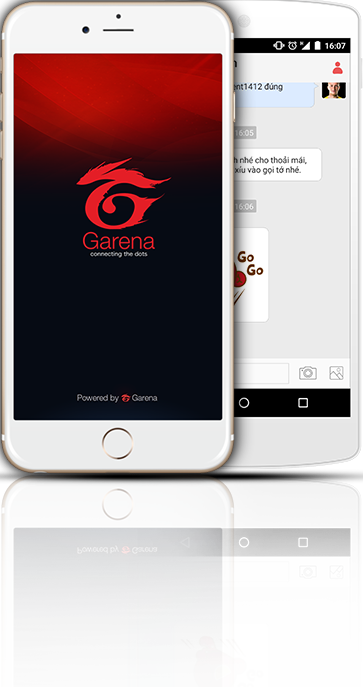 Garena
connecting the dots
Powered by Garena
16:07
ent1412 đúng
16:05
h nhé cho thoải mái,
xíu vào gọi tớ nhé.
16:06
Go
Go